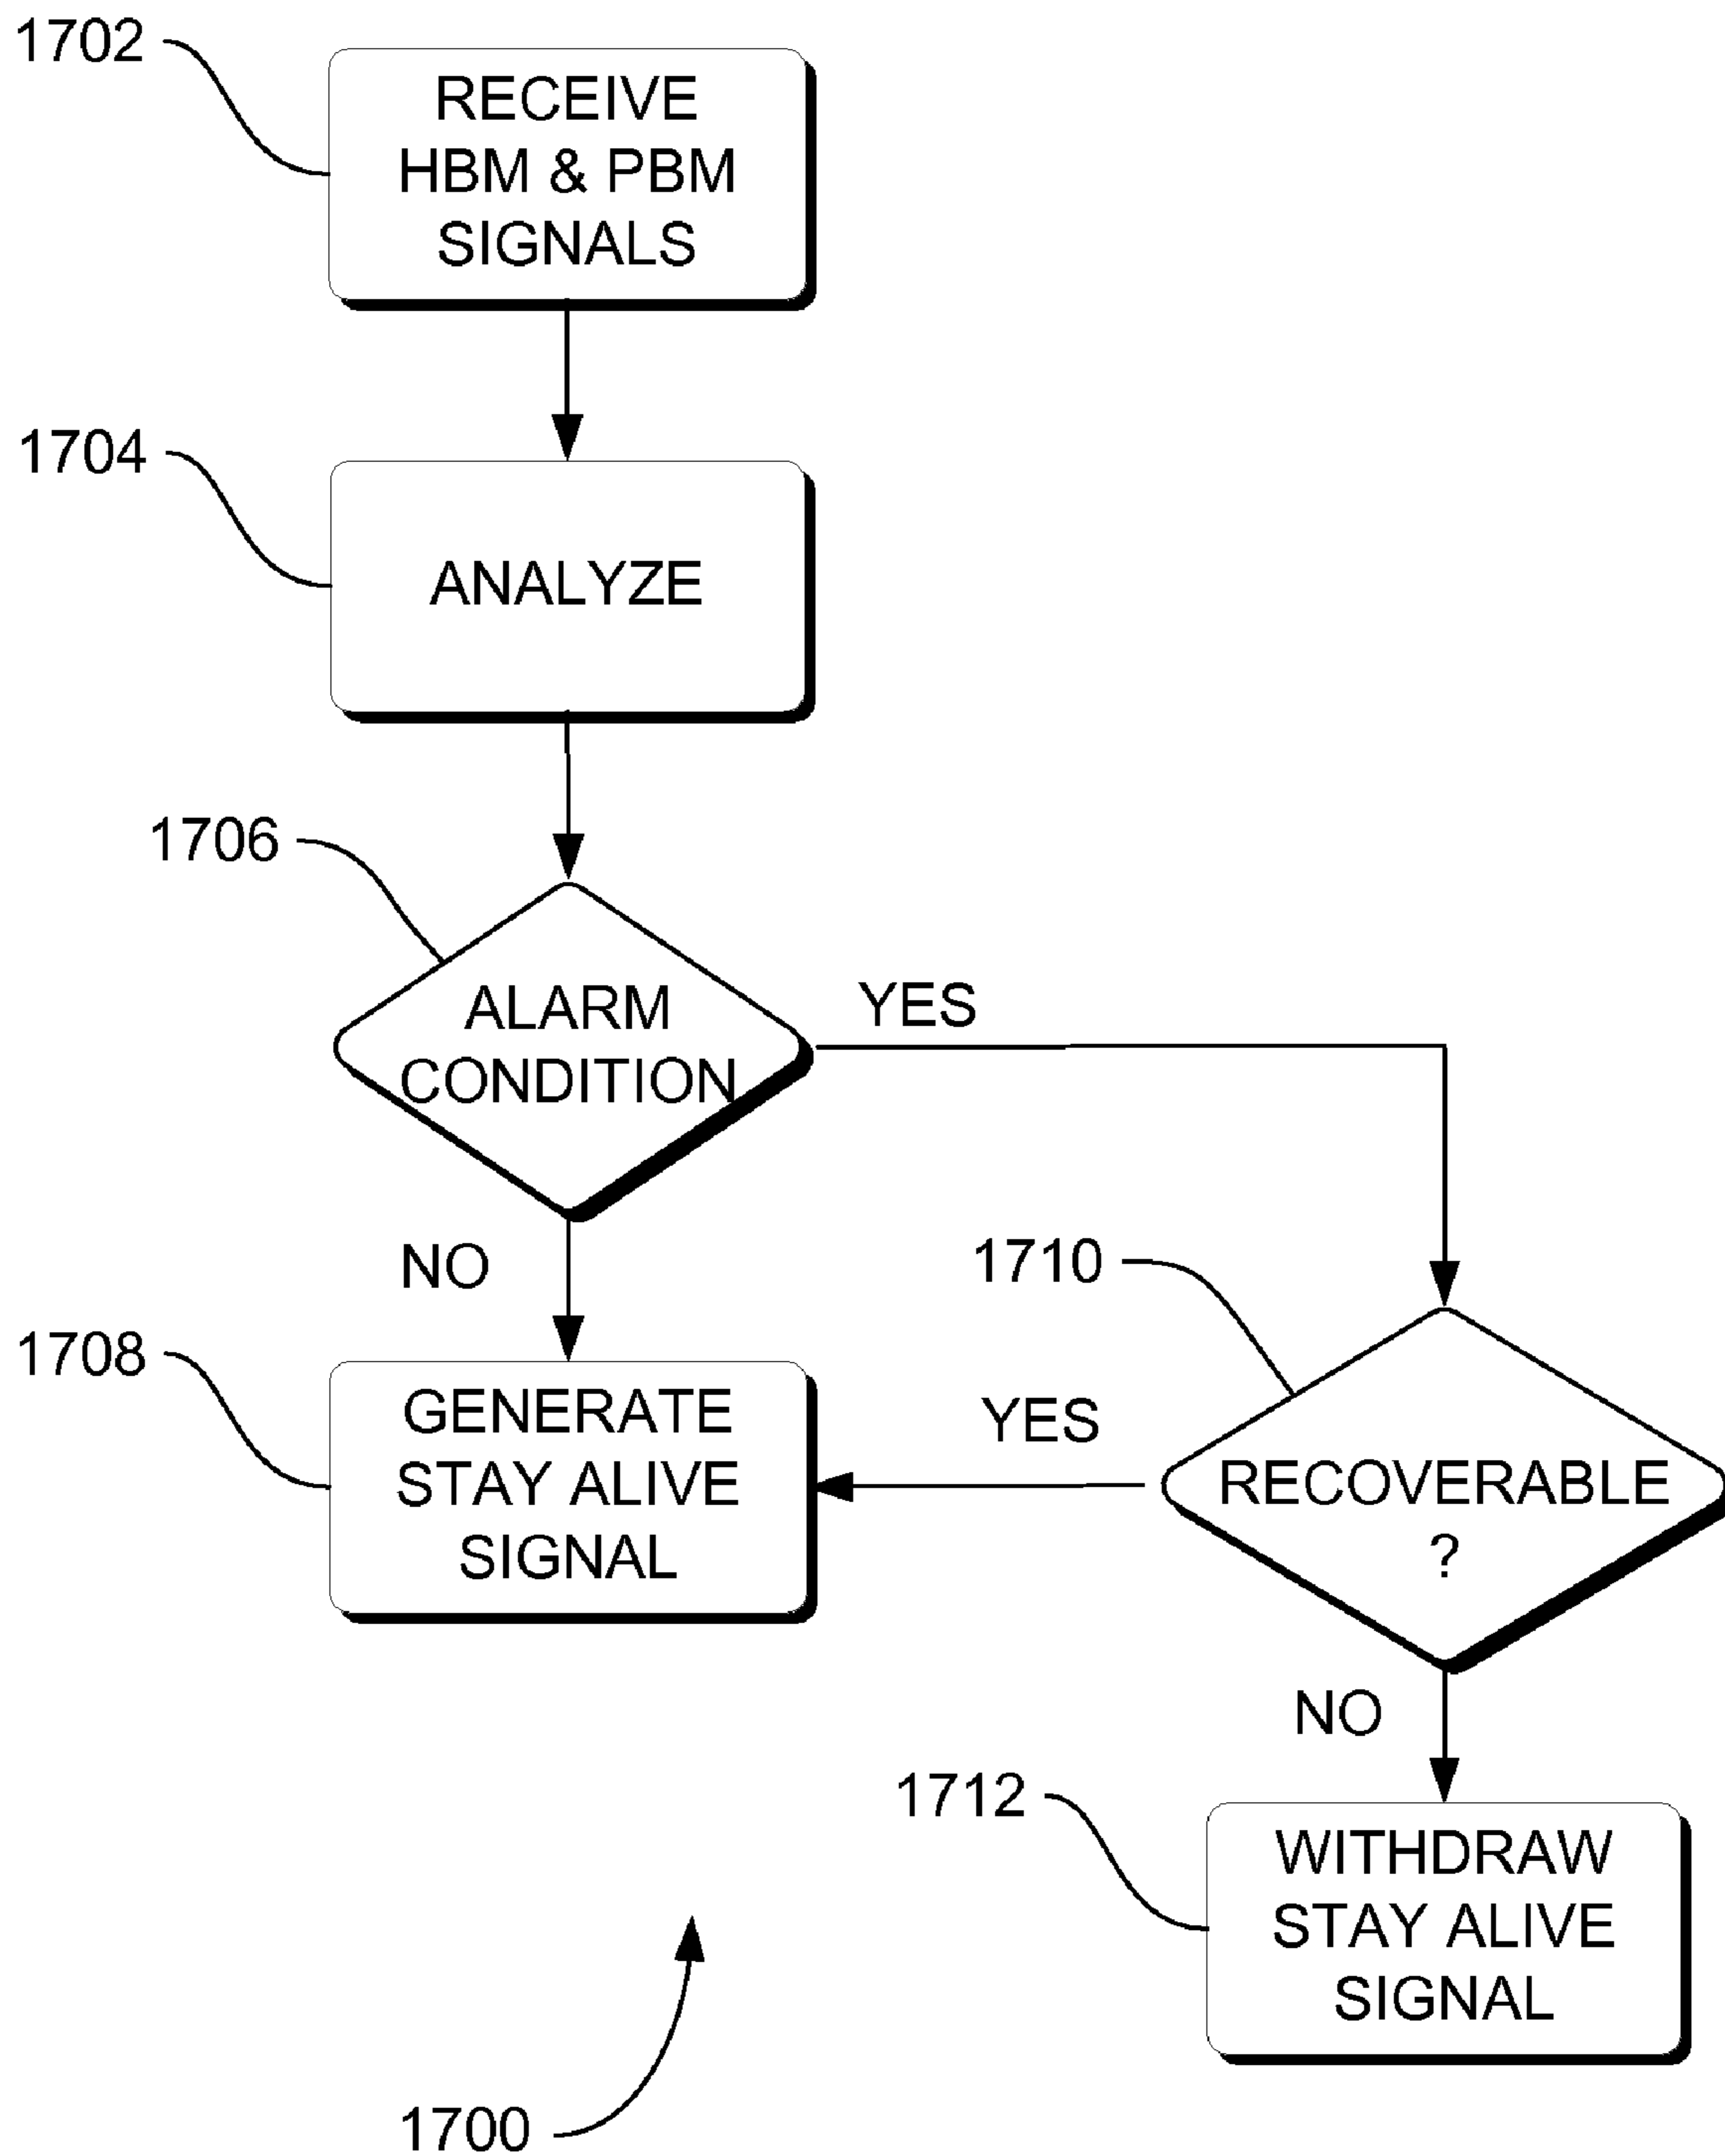 1702
RECEIVE
HBM & PBM
SIGNALS
1704
ANALYZE
1706
ALARM
CONDITION
YES
NO
1710
1708
GENERATE
STAY ALIVE
SIGNAL
YES
RECOVERABLE
?
NO
1712
WITHDRAW
STAY ALIVE
SIGNAL
1700